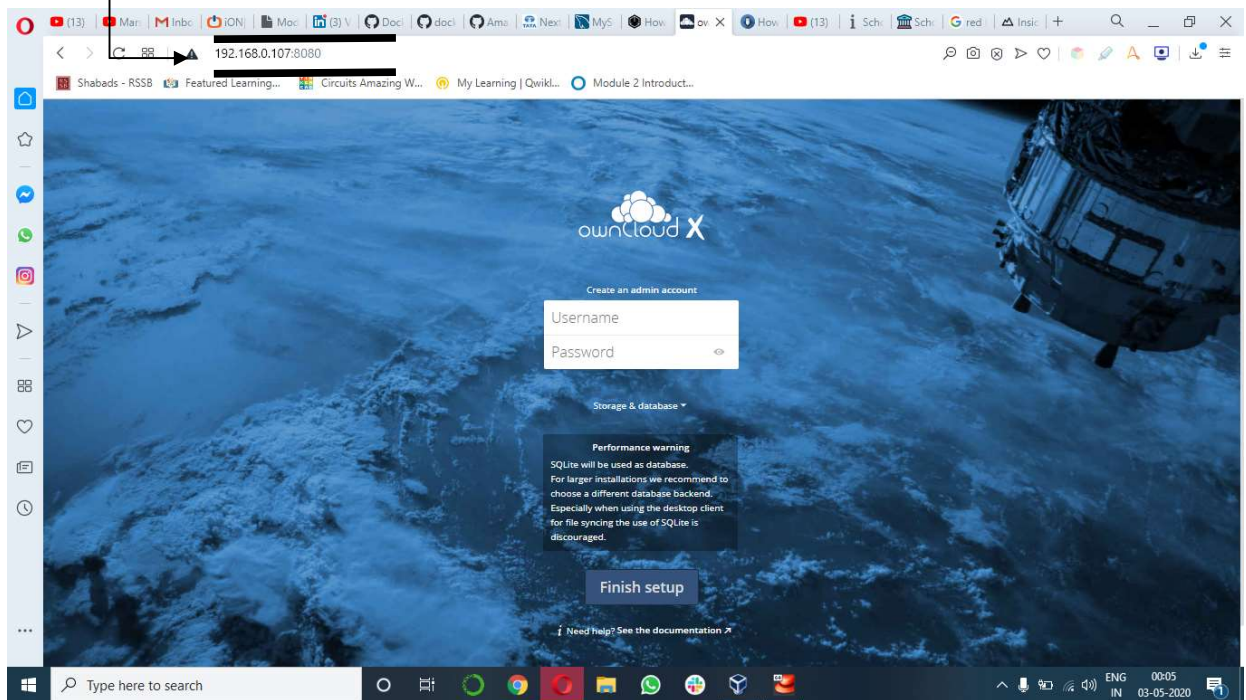 (13)
Man
M Inbo
iON|
Moc
in (3) V
Doc
doc
Ama
Next
MyS
How
ow
How
(13)
Sche
Sch
G red
Insic
192.168.0.107:8080
Shabads - RSSB
Featured Learning...
Circuits Amazing W...
My Learning | Qwikl...
Module 2 Introduct...
ownCloud X
Create an admin account
Username
Password
Storage & database
Performance warning
SQLite will be used as database.
For larger installations we recommend to
choose a different database backend.
Especially when using the desktop client
for file syncing the use of SQLite is
discouraged.
Finish setup
i Need help? See the documentation ↗
Type here to search
ENG
IN
00:05
03-05-2020